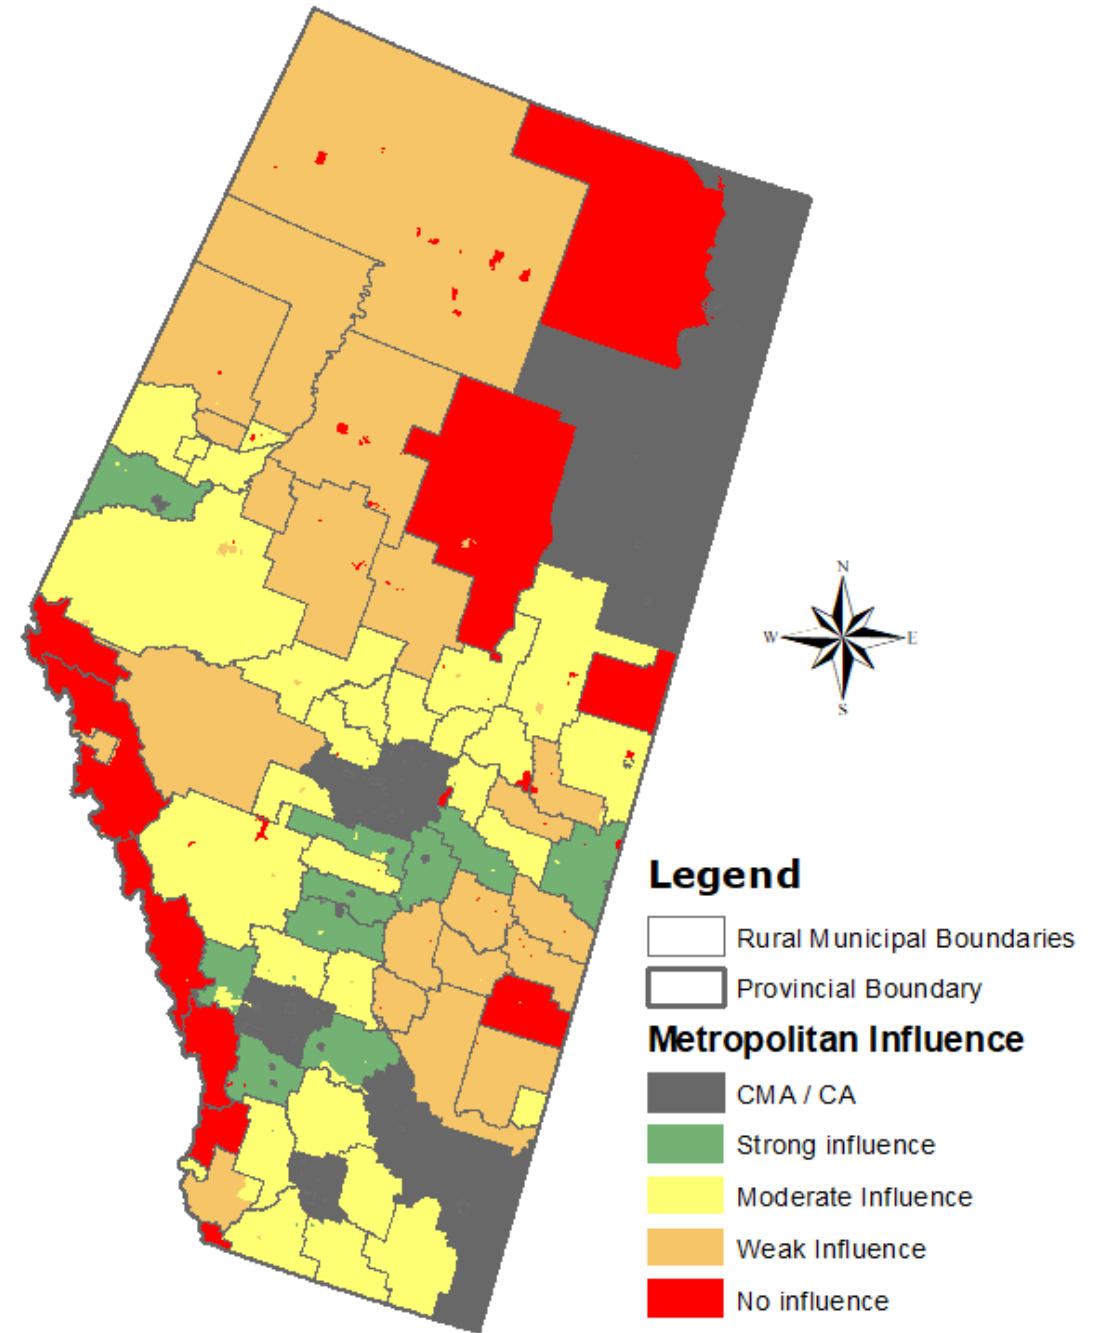 N
W
E
S
Legend
Rural Municipal Boundaries
Provincial Boundary
Metropolitan Influence
CMA / CA
Strong influence
Moderate Influence
Weak Influence
No influence